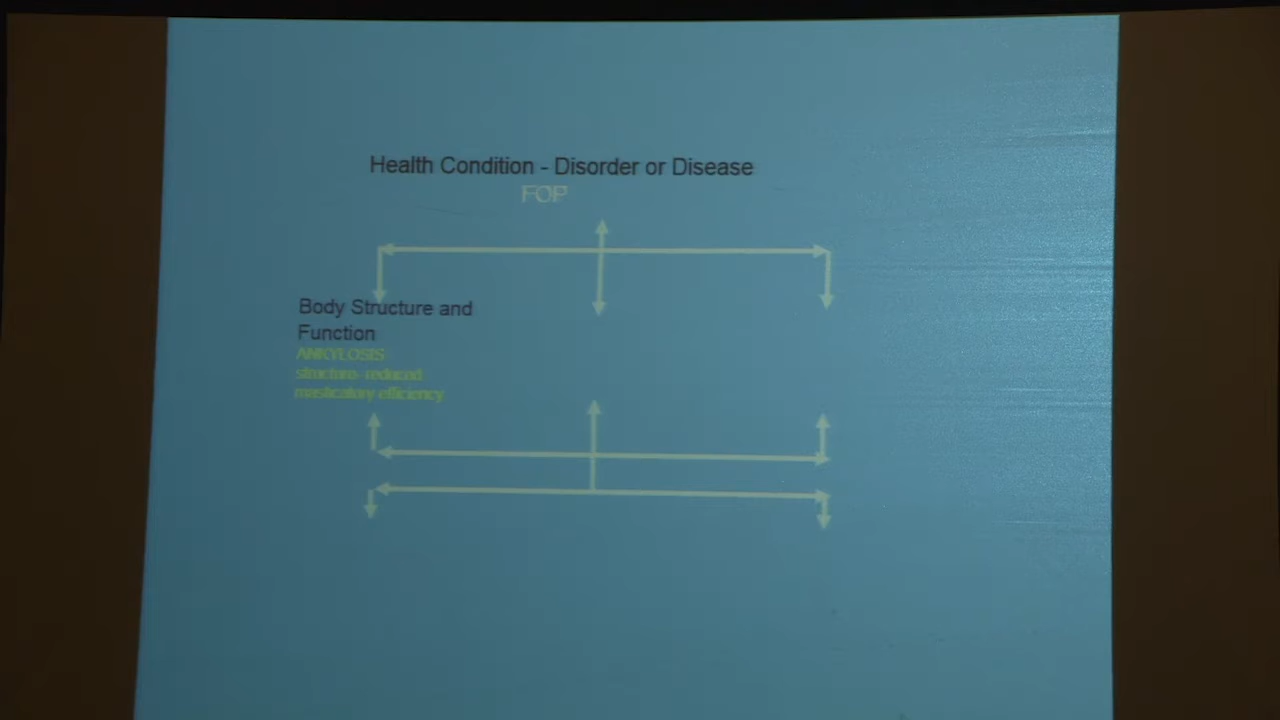 Health Condition - Disorder or Disease
FOP
Body Structure and
Function
ANKYLOSIS
structure- reduced
masticatory efficiency